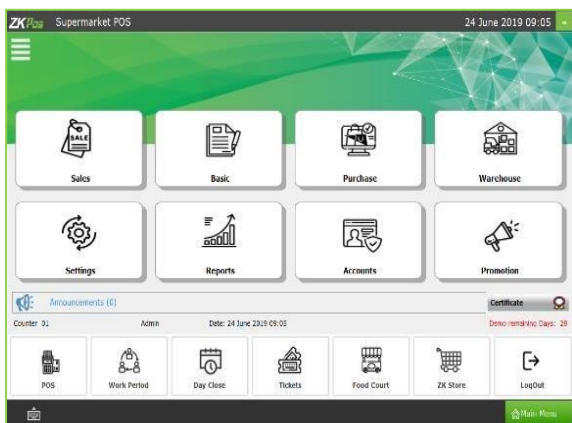 ZKPos Supermarket POS 24 June 2019 09:05
SALE
Sales Basic Purchase Warehouse
Settings Reports Accounts Promotion
Announcements (0) Certificate
Counter 01 Admin Date: 24 June 2019 09:05 Demo remaining Days: 28
POS Work Period Day Close Tickets Food Court ZK Store LogOut
Main Menu